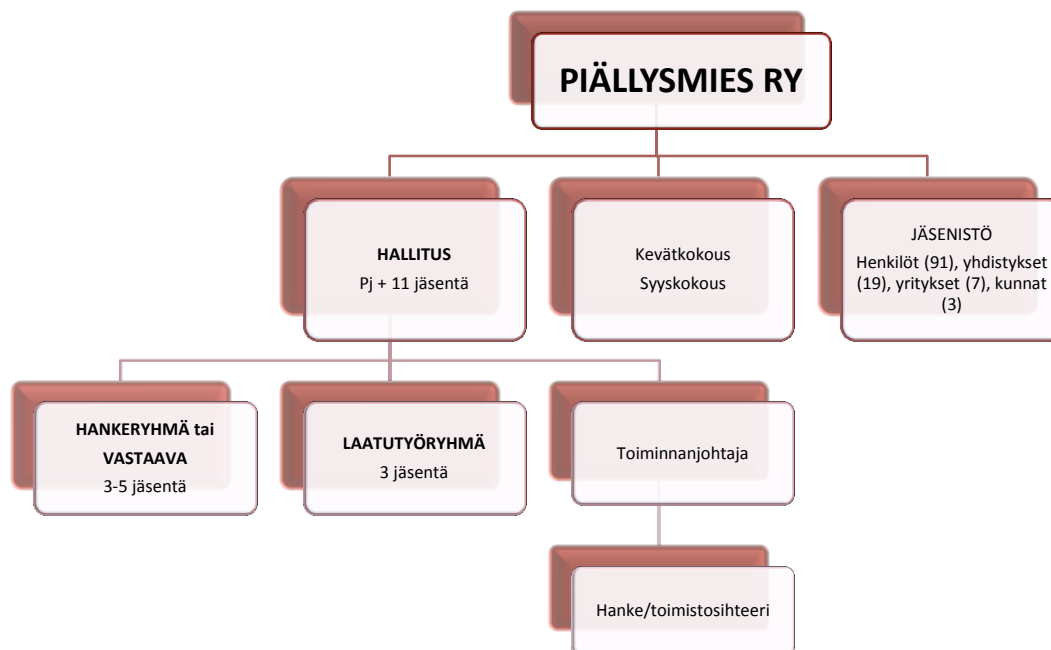 PIÄLLYSMIES RY
HALLITUS
Pj + 11 jäsentä
Kevätkokous
Syyskokous
JÄSENISTÖ
Henkilöt (91), yhdistykset
(19), yritykset (7), kunnat
(3)
HANKERYHMÄ tai
VASTAAVA
3-5 jäsentä
LAATUTYÖRYHMÄ
3 jäsentä
Toiminnanjohtaja
Hanke/toimistosihteeri